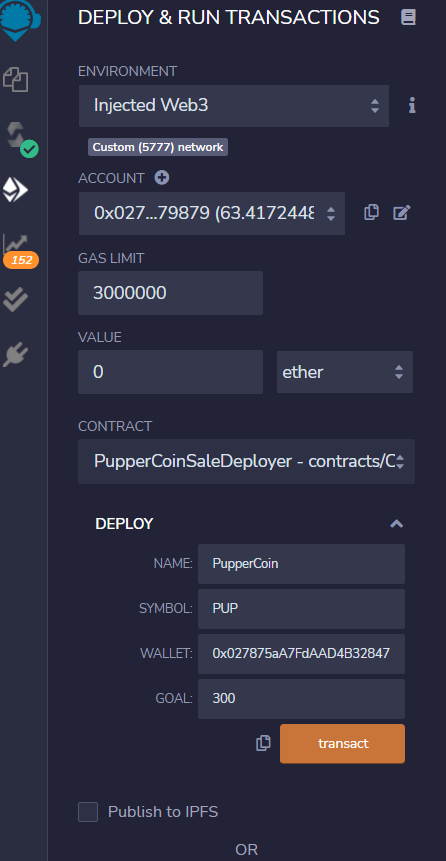 DEPLOY & RUN TRANSACTIONS
ENVIRONMENT
Injected Web3
Custom (5777) network
ACCOUNT
0x027...79879 (63.4172448
GAS LIMIT
3000000
VALUE
0 ether
CONTRACT
PupperCoinSaleDeployer - contracts/C
152
DEPLOY
NAME: PupperCoin
SYMBOL: PUP
WALLET: 0x027875aA7FdAAD4B32847
GOAL: 300
transact
Publish to IPFS
OR